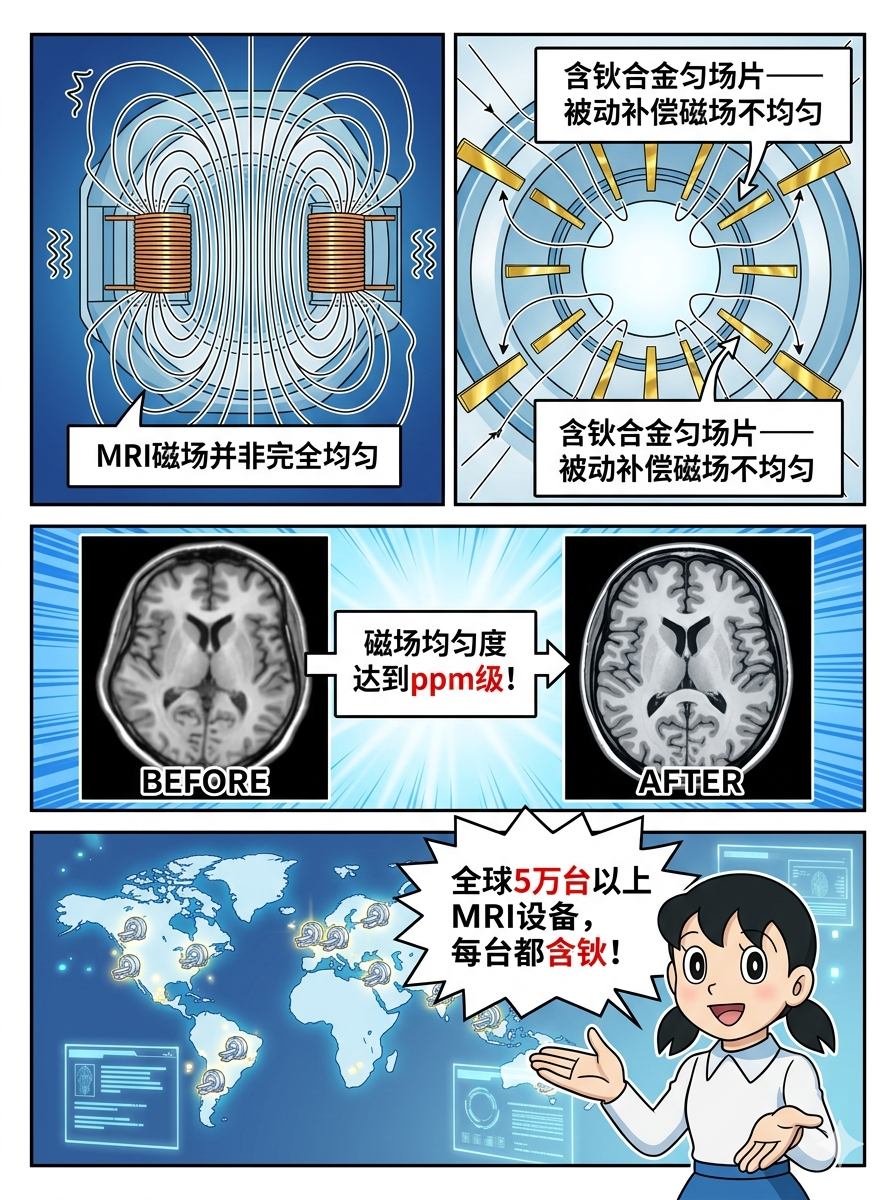 MRI磁场并非完全均匀
含钬合金匀场片——
被动补偿磁场不均匀
含钬合金匀场片——
被动补偿磁场不均匀
磁场均匀度
达到ppm级！
BEFORE
AFTER
全球5万台以上
MRI设备，
每台都含钬！